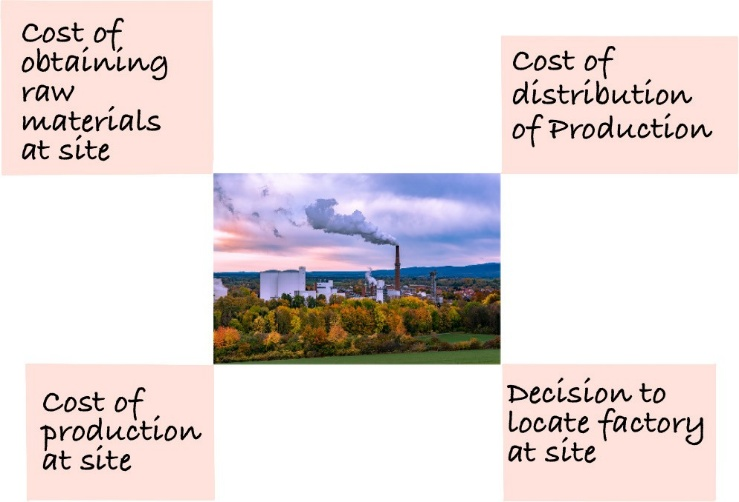 Cost of
obtaining
raw
materials
at site
Cost of
distribution
of Production
Cost of
production
at site
Decision to
locate factory
at site